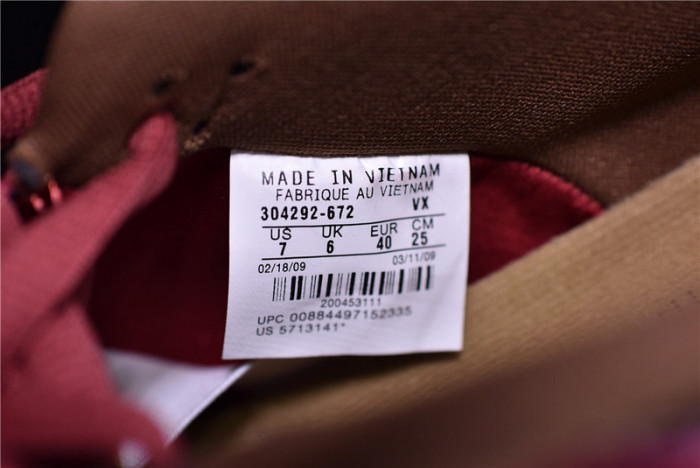 MADE IN VIETNAM
FABRIQUE AU VIETNAM
304292-672 VX
US UK EUR CM
7 6 40 25
02/18/09 03/11/09
200453111
UPC 00884497152335
US 5713141*